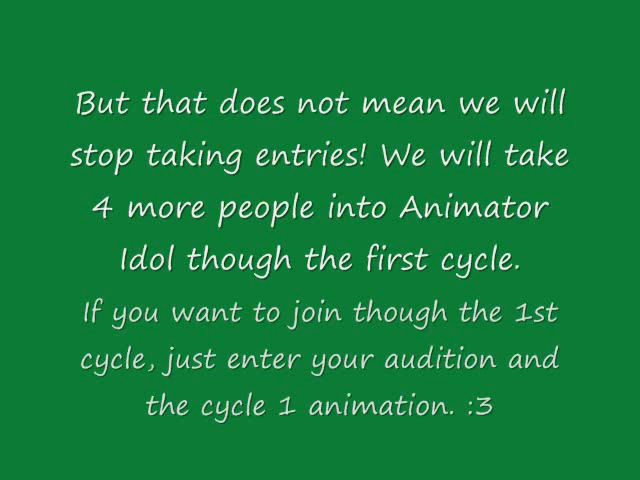 But that does not mean we will
stop taking entries! We will take
4 more people into Animator
Idol though the first cycle.
If you want to join though the 1st
cycle, just enter your audition and
the cycle 1 animation. :3